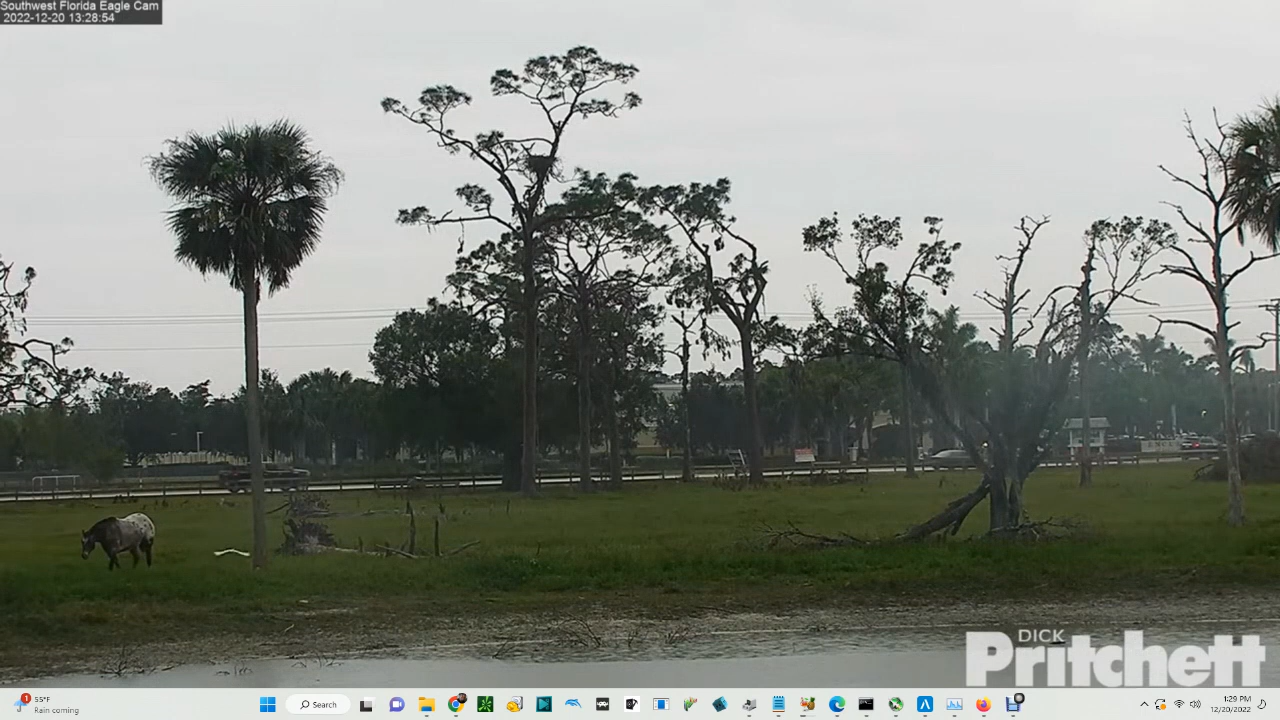 Southwest Florida Eagle Cam
2022-12-20 13:28:54
DICK
Pritchett
1
55°F
Rain coming
Search
1:29 PM
12/20/2022